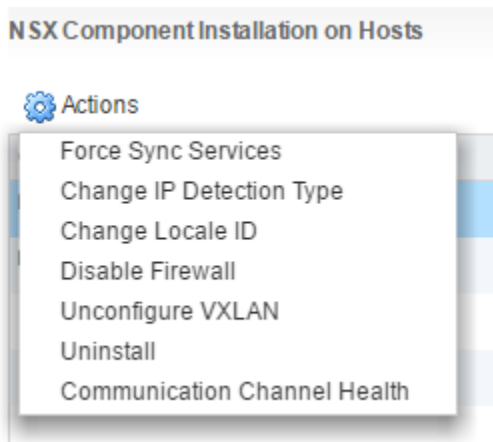 NSX Component Installation on Hosts
Actions
Force Sync Services
Change IP Detection Type
Change Locale ID
Disable Firewall
Unconfigure VXLAN
Uninstall
Communication Channel Health